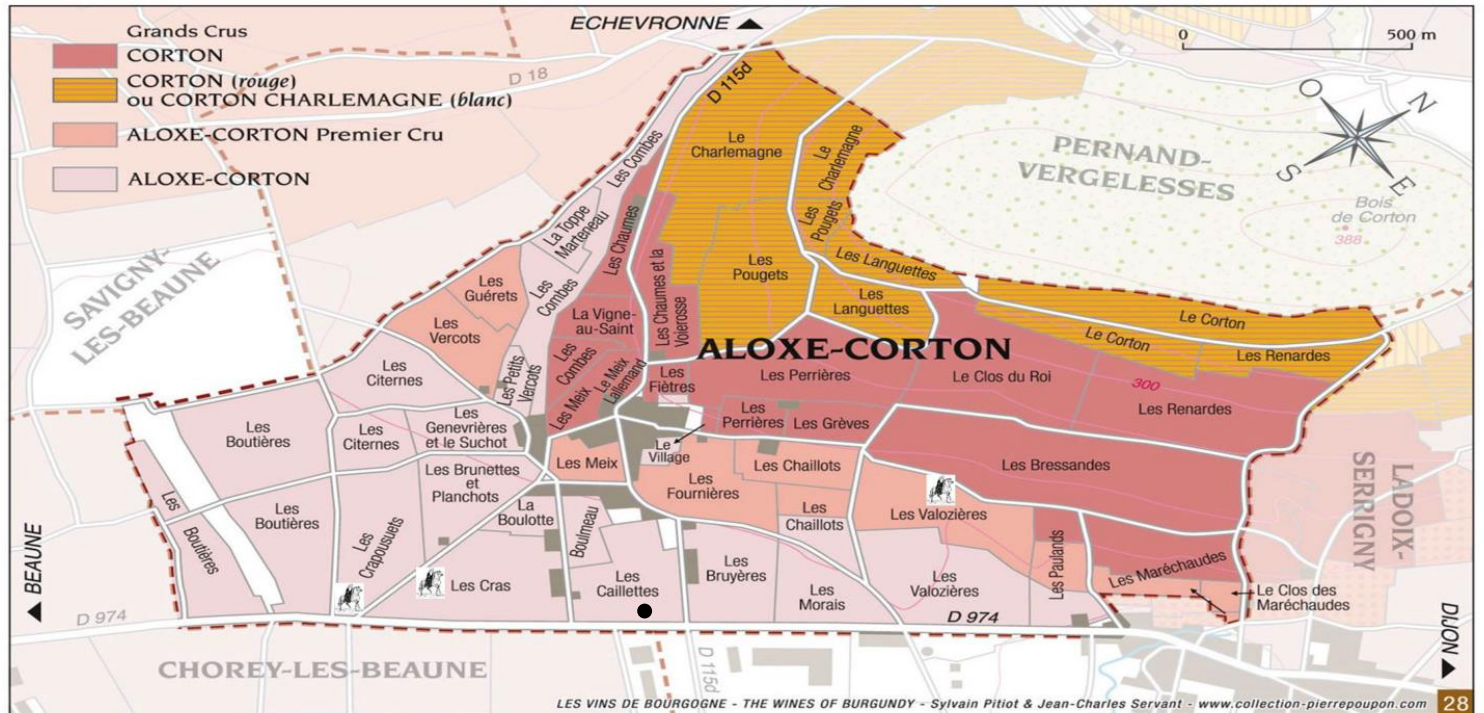 ECHEVRONNE
Grands Crus
CORTON
CORTON (rouge)
ou CORTON CHARLEMAGNE (blanc)
ALOXE-CORTON Premier Cru
ALOXE-CORTON
0
500 m
D 18
D 115d
O
N
S
E
PERNAND-
VERGELESSES
Bois
de Corton
388
SAVIGNY-
LES-BEAUNE
Le
Charlemagne
Le Charlemagne
Les
Pougets
Les Combes
La Toppe
Marteneau
Les Chaumes
Les
Pougets
Les Languettes
Les
Languettes
Les
Guérets
Les
Combes
Les Chaumes et la
Voierosse
Le Corton
Le Corton
Les Renardes
Les
Vercots
La Vigne-
au-Saint
ALOXE-CORTON
Les
Combes
Le Meix
Lallemand
Les Meix
Les
Fiètres
Les Perrières
Le Clos du Roi
300
Les Renardes
Les
Citernes
Les Petits
Vercots
Les
Boutières
Les
Citernes
Les Genevrières
et le Suchot
Les
Perrières
Les Grèves
Le
Village
Les Meix
Les
Fournières
Les Chaillots
Les Bressandes
Les Brunettes
et
Planchots
Les
Boutières
Les
Boutières
Les
Crapousuets
La
Boulotte
Boulmeau
Les
Chaillots
Les Valozières
Les Cras
Les
Caillettes
Les
Bruyères
Les
Morais
Les
Valozières
Les Paulands
Les Maréchaudes
Le Clos des
Maréchaudes
LADOIX-
SERRIGNY
BEAUNE
DIJON
D 974
D 974
CHOREY-LES-BEAUNE
D 115d
LES VINS DE BOURGOGNE - THE WINES OF BURGUNDY - Sylvain Pitiot & Jean-Charles Servant - www.collection-pierrepoupon.com
28